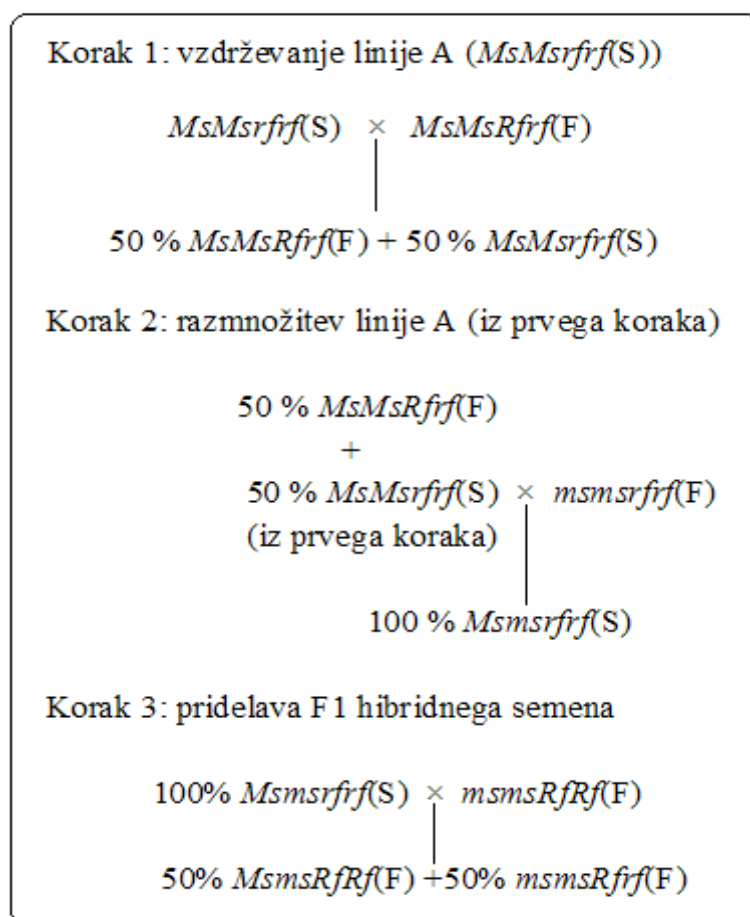 Korak 1: vzdrževanje linije A (MsMsrfrf(S))
MsMsrfrf(S) × MsMsRfrf(F)
50 % MsMsRfrf(F) + 50 % MsMsrfrf(S)
Korak 2: razmnožitev linije A (iz prvega koraka)
50 % MsMsRfrf(F)
+
50 % MsMsrfrf(S) × msmsrfrf(F)
(iz prvega koraka)
100 % Msmsrfrf(S)
Korak 3: pridelava F1 hibridnega semena
100% Msmsrfrf(S) × msmsRfRf(F)
50% MsmsRfRf(F) +50% msmsRfrf(F)